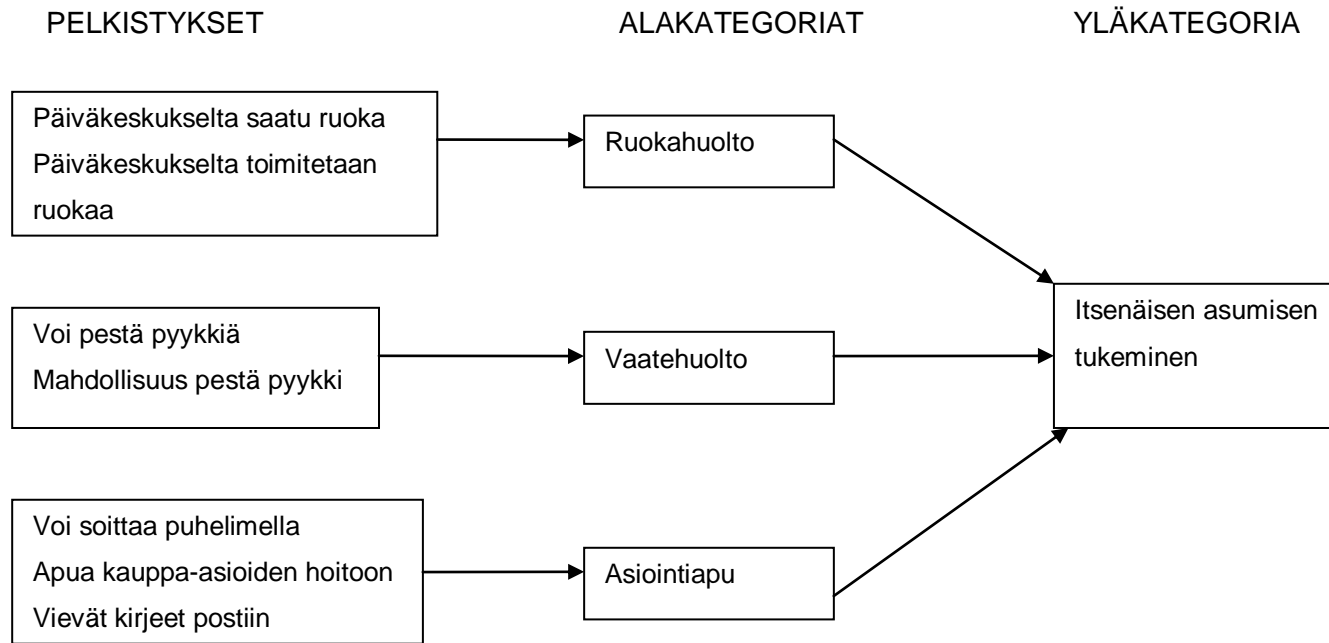 PELKISTYKSET
ALAKATEGORIAT
YLÄKATEGORIA
Päiväkeskukselta saatu ruoka
Päiväkeskukselta toimitetaan
ruokaa
Ruokahuolto
Voi pestä pyykkiä
Mahdollisuus pestä pyykki
Vaatehuolto
Itsenäisen asumisen
tukeminen
Voi soittaa puhelimella
Apua kauppa-asioiden hoitoon
Vievät kirjeet postiin
Asiointiapu